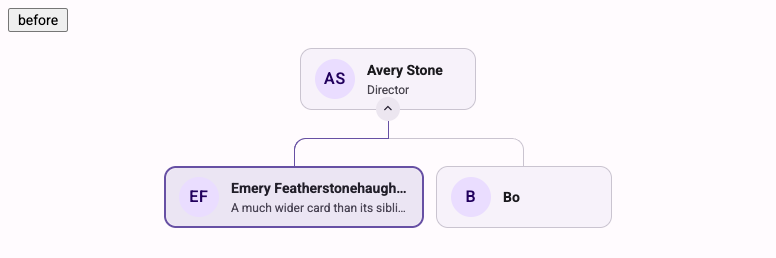 before
AS
Avery Stone
Director
EF
Emery Featherstonehaugh...
A much wider card than its sibli...
B
Bo